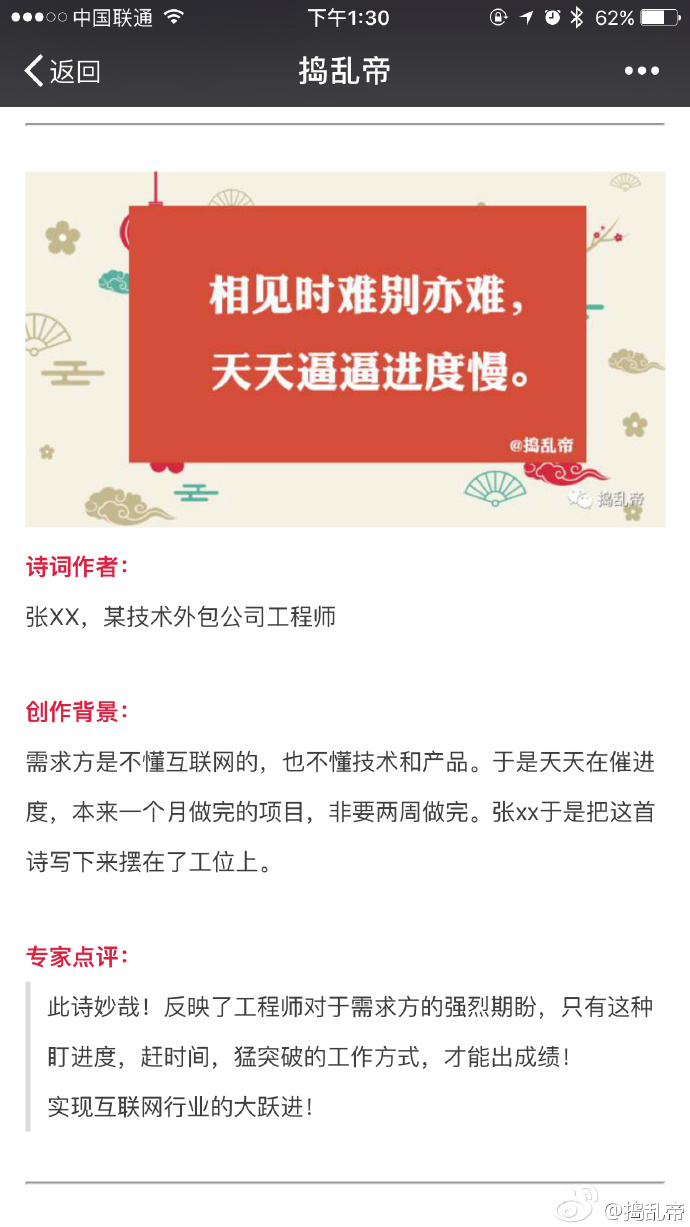 中国联通
下午1:30
62%
返回
捣乱帝
相见时难别亦难，
天天逼逼进度慢。
@捣乱帝
捣乱帝
诗词作者：
张XX，某技术外包公司工程师
创作背景：
需求方是不懂互联网的，也不懂技术和产品。于是天天在催进
度，本来一个月做完的项目，非要两周做完。张xx于是把这首
诗写下来摆在了工位上。
专家点评：
此诗妙哉！反映了工程师对于需求方的强烈期盼，只有这种
盯进度，赶时间，猛突破的工作方式，才能出成绩！
实现互联网行业的大跃进！
@捣乱帝